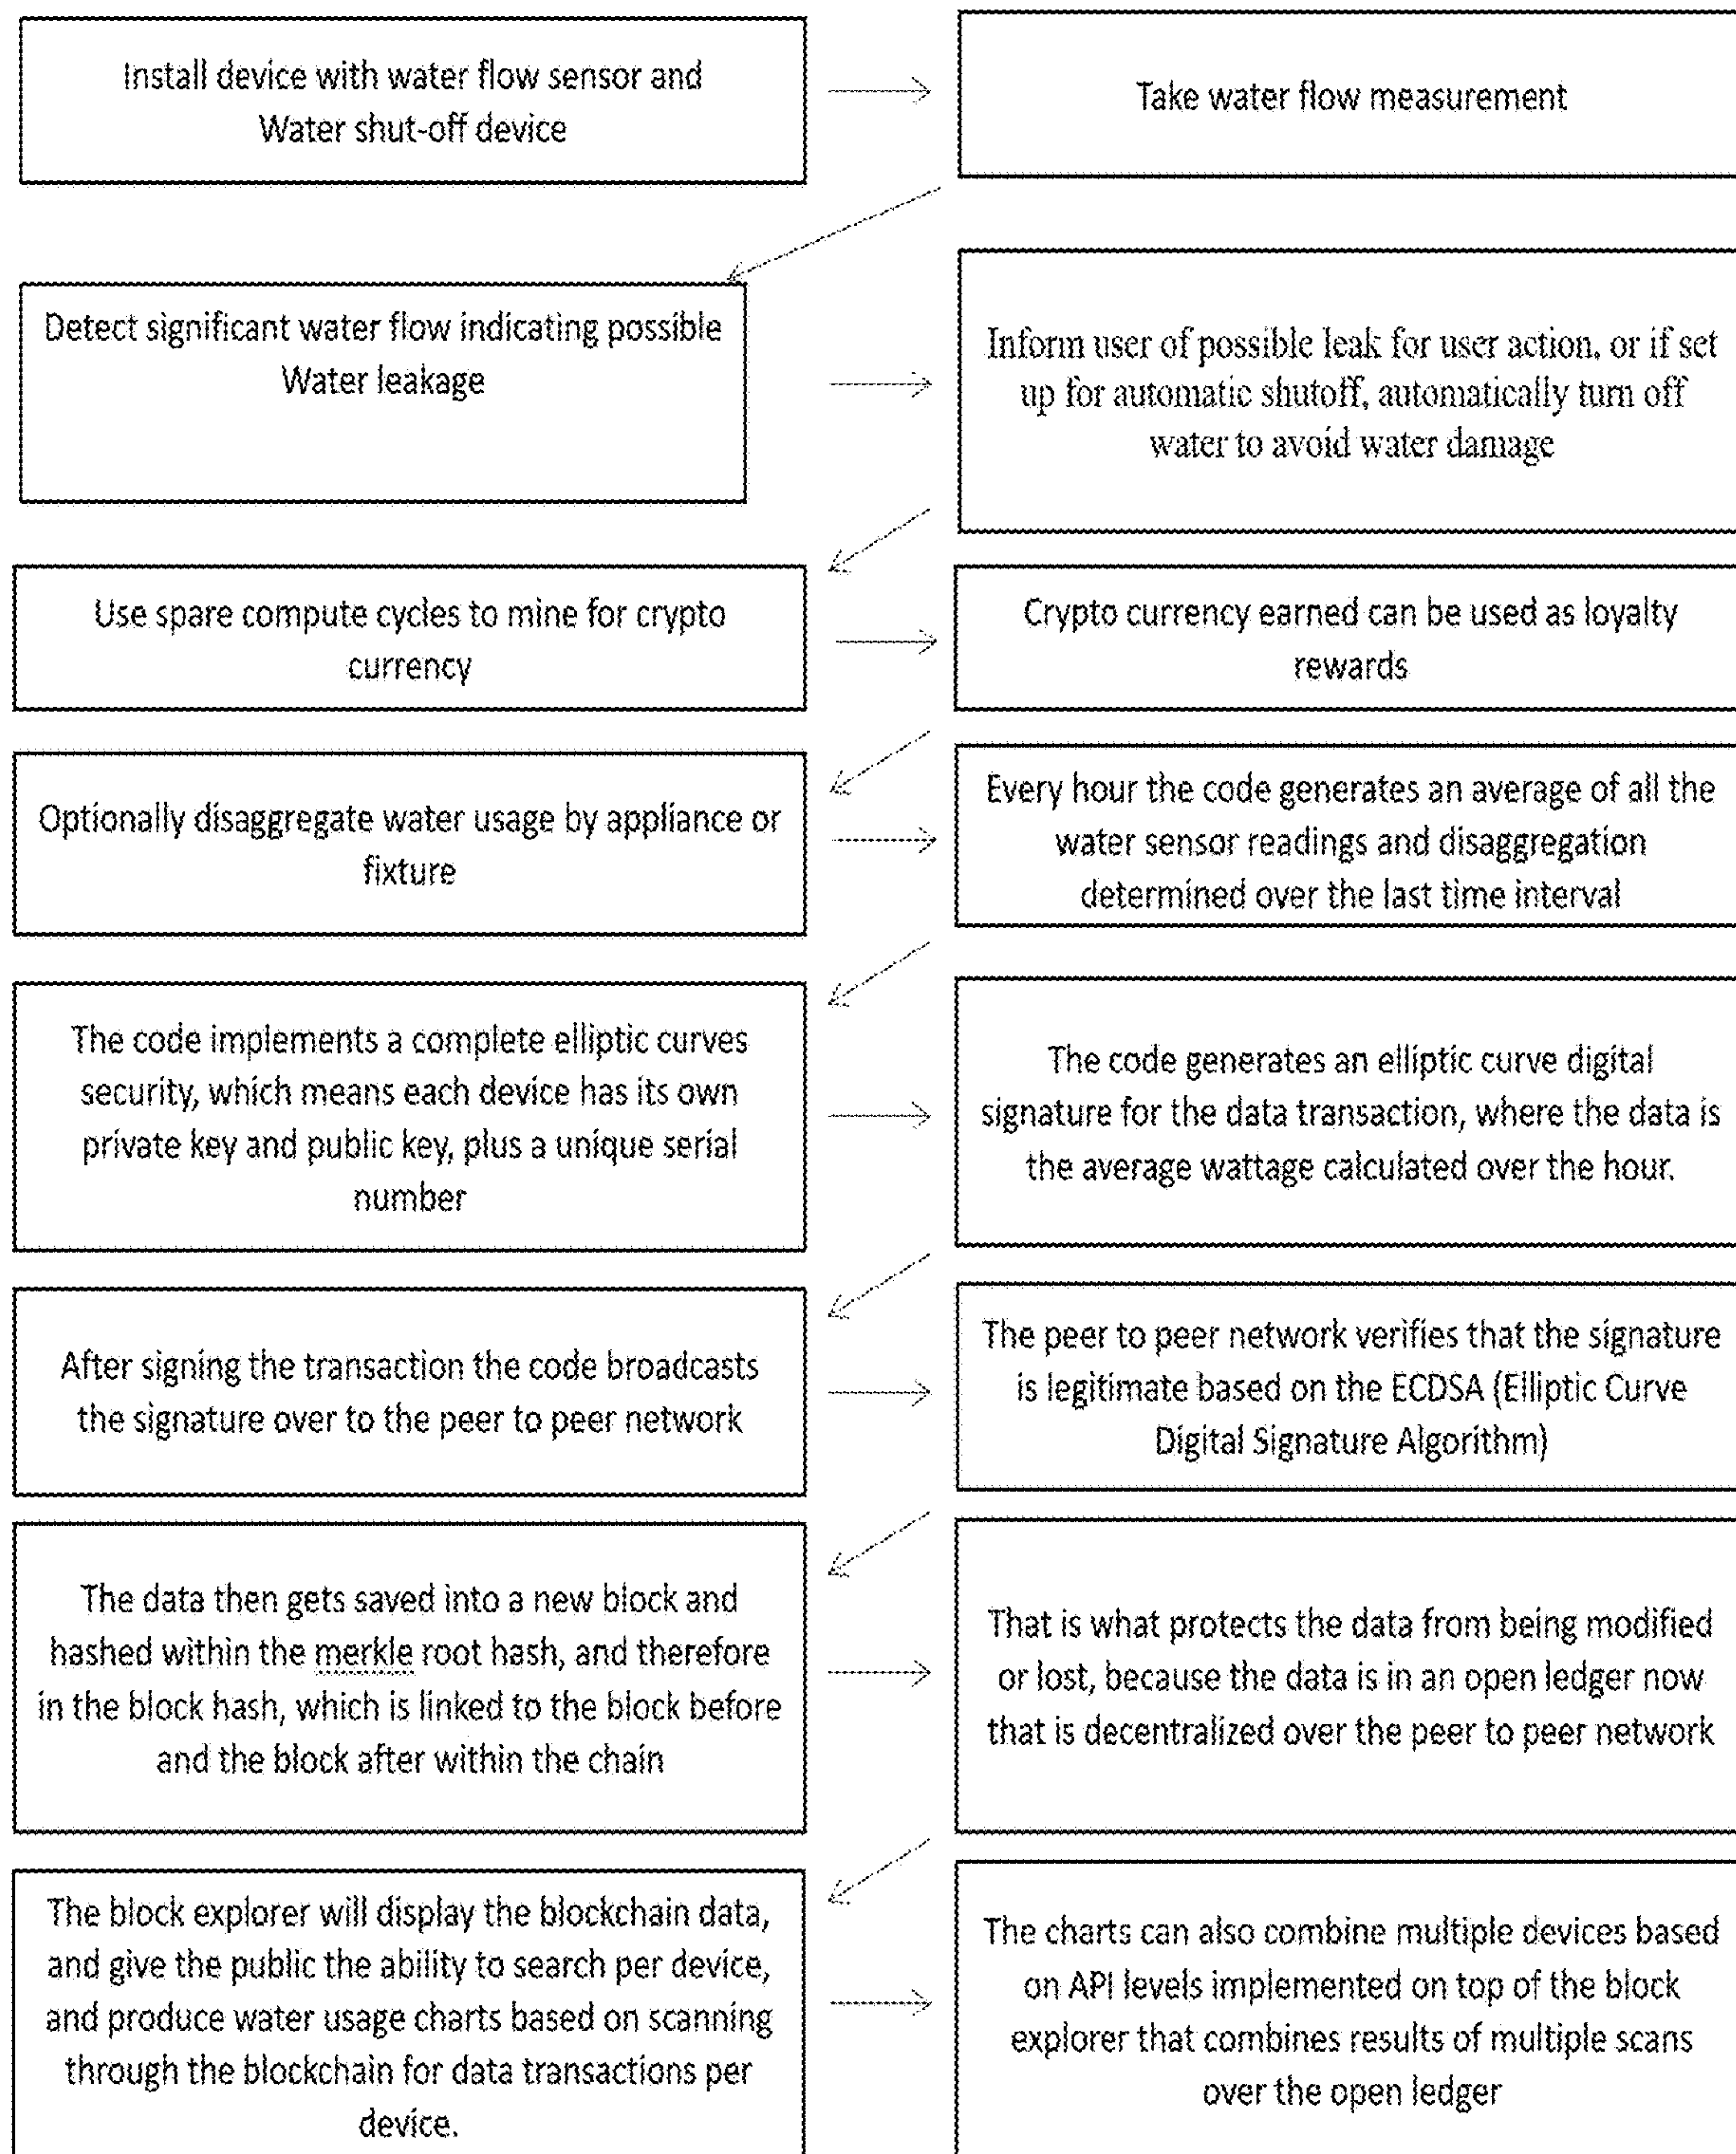 Install device with water flow sensor and
Water shut-off device
Take water flow measurement
Detect significant water flow indicating possible
Water leakage
Inform user of possible leak for user action, or if set
up for automatic shutoff, automatically turn off
water to avoid water damage
Use spare compute cycles to mine for crypto
currency
Crypto currency earned can be used as loyalty
rewards
Optionally disaggregate water usage by appliance or
fixture
Every hour the code generates an average of all the
water sensor readings and disaggregation
determined over the last time interval
The code implements a complete elliptic curves
security, which means each device has its own
private key and public key, plus a unique serial
number
The code generates an elliptic curve digital
signature for the data transaction, where the data is
the average wattage calculated over the hour.
After signing the transaction the code broadcasts
the signature over to the peer to peer network
The peer to peer network verifies that the signature
is legitimate based on the ECDSA (Elliptic Curve
Digital Signature Algorithm)
The data then gets saved into a new block and
hashed within the merkle root hash, and therefore
in the block hash, which is linked to the block before
and the block after within the chain
That is what protects the data from being modified
or lost, because the data is in an open ledger now
that is decentralized over the peer to peer network
The block explorer will display the blockchain data,
and give the public the ability to search per device,
and produce water usage charts based on scanning
through the blockchain for data transactions per
device.
The charts can also combine multiple devices based
on API levels implemented on top of the block
explorer that combines results of multiple scans
over the open ledger